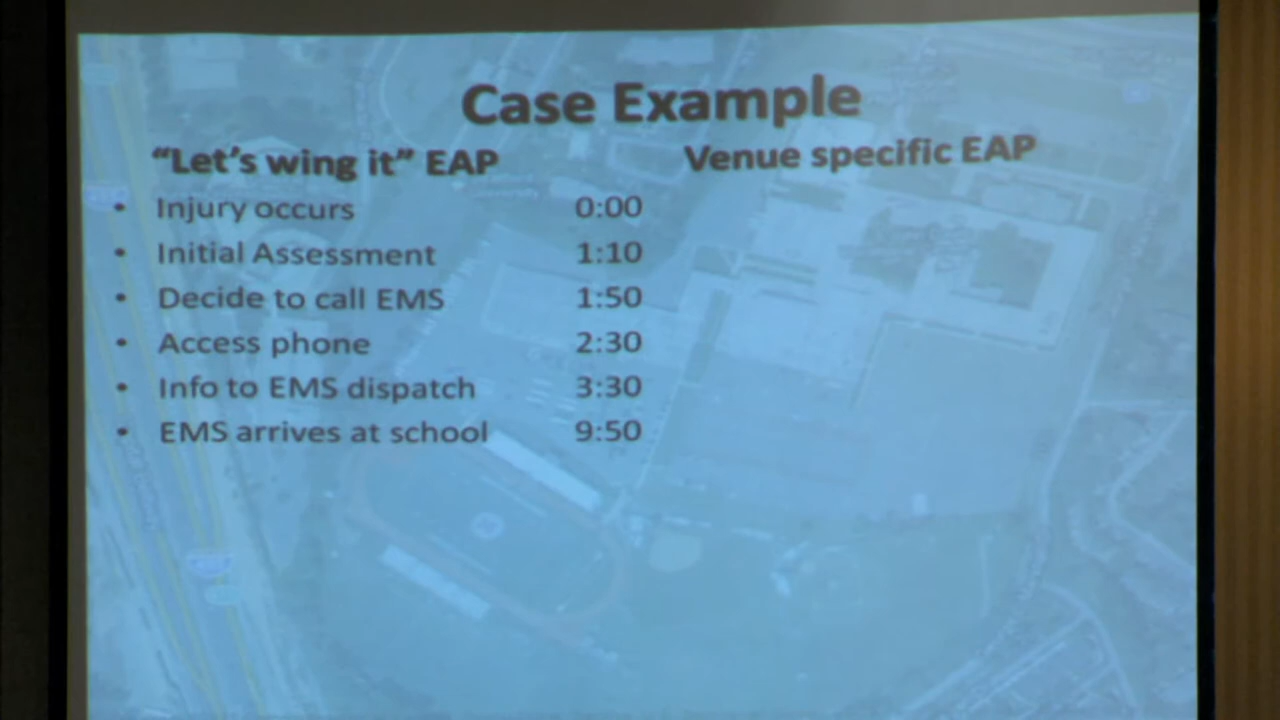 Case Example
“Let’s wing it” EAP Venue specific EAP
• Injury occurs 0:00
• Initial Assessment 1:10
• Decide to call EMS 1:50
• Access phone 2:30
• Info to EMS dispatch 3:30
• EMS arrives at school 9:50